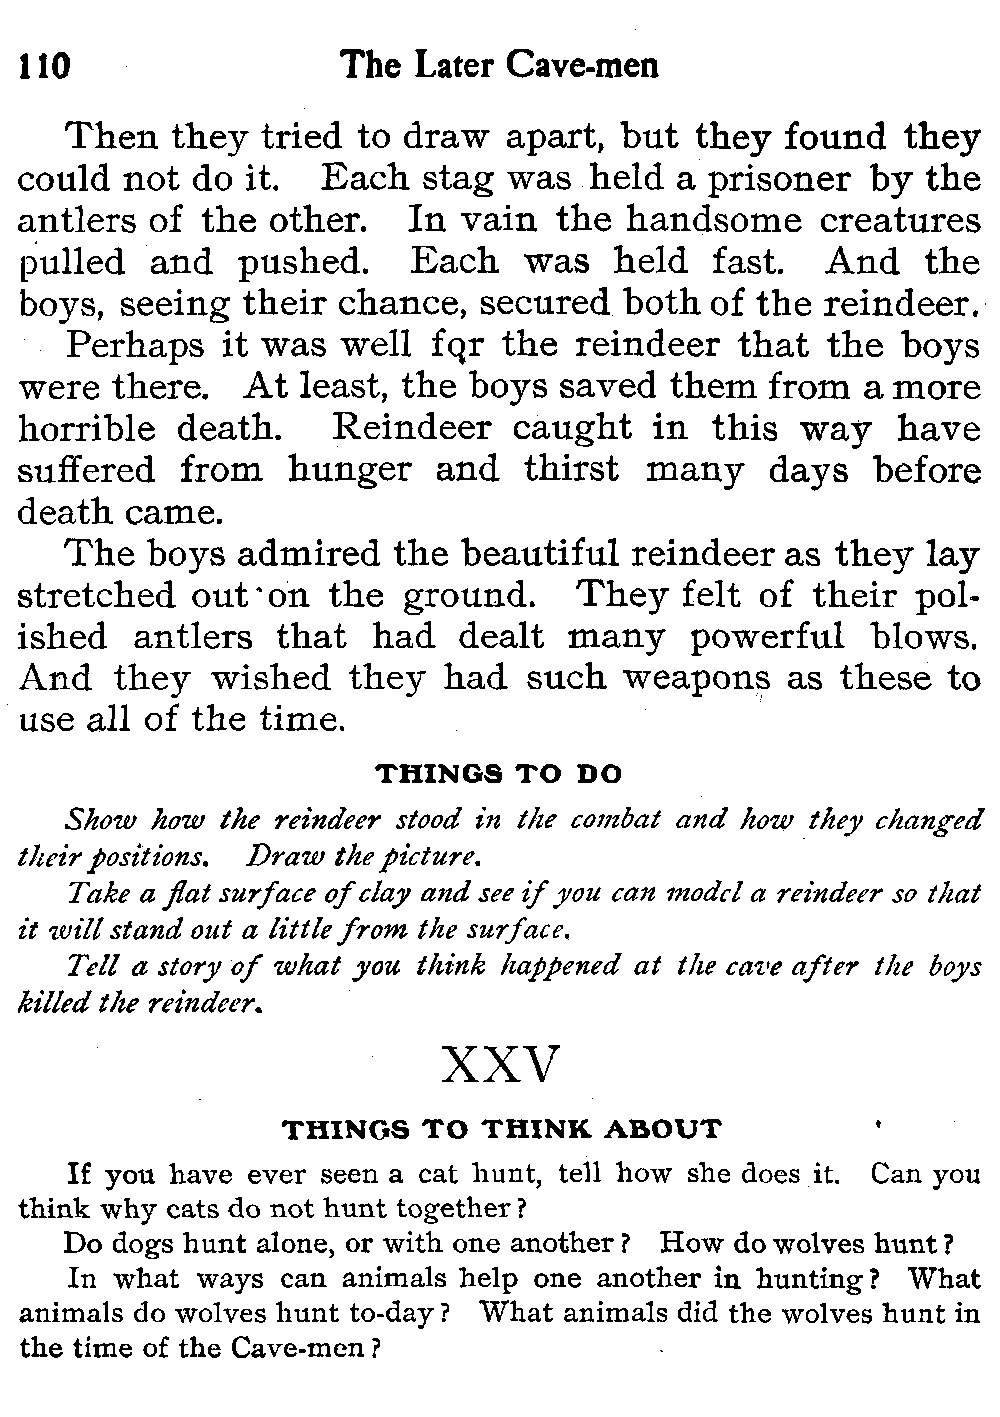 110 The Later Cave-men
Then they tried to draw apart, but they found they
could not do it. Each stag was held a prisoner by the
antlers of the other. In vain the handsome creatures
pulled and pushed. Each was held fast. And the
boys, seeing their chance, secured both of the reindeer.
Perhaps it was well for the reindeer that the boys
were there. At least, the boys saved them from a more
horrible death. Reindeer caught in this way have
suffered from hunger and thirst many days before
death came.
The boys admired the beautiful reindeer as they lay
stretched out on the ground. They felt of their pol-
ished antlers that had dealt many powerful blows.
And they wished they had such weapons as these to
use all of the time.
THINGS TO DO
Show how the reindeer stood in the combat and how they changed
their positions. Draw the picture.
Take a flat surface of clay and see if you can model a reindeer so that
it will stand out a little from the surface.
Tell a story of what you think happened at the cave after the boys
killed the reindeer.
XXV
THINGS TO THINK ABOUT
If you have ever seen a cat hunt, tell how she does it. Can you
think why cats do not hunt together?
Do dogs hunt alone, or with one another? How do wolves hunt?
In what ways can animals help one another in hunting? What
animals do wolves hunt to-day? What animals did the wolves hunt in
the time of the Cave-men?